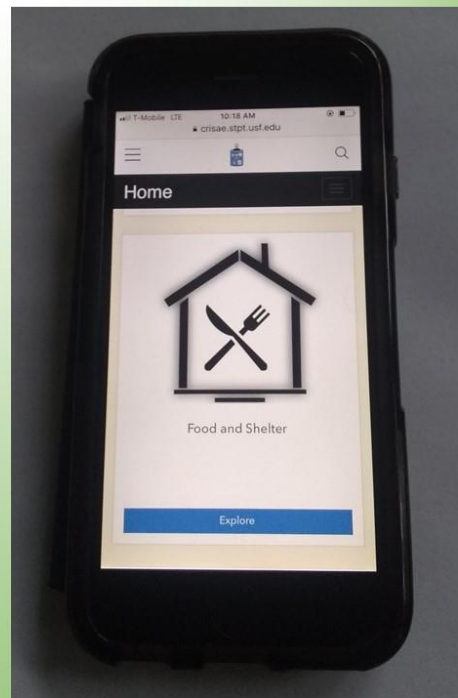 T-Mobile LTE 10:18 AM
crisae.stpt.usf.edu
Home
Food and Shelter
Explore